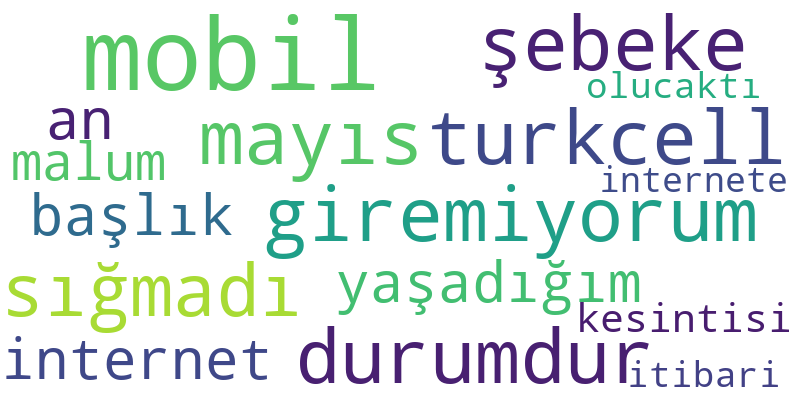 mobil
şebeke
olucaktı
an
mayıs
turkcell
malum
internete
başlık
giremiyorum
sığmadı
yaşadığım
kesintisi
internet
durumdur
itibari